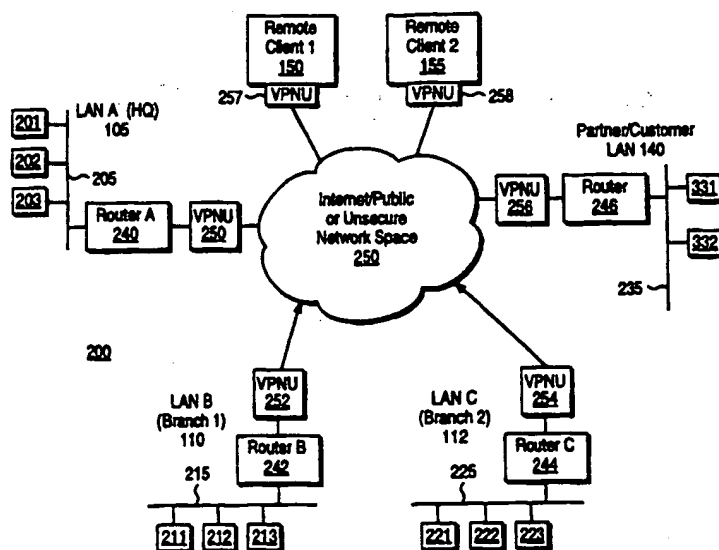 Remote
Client 1
150
Remote
Client 2
155
257
VPNU
VPNU
258
LAN A (HQ)
105
201
202
203
205
Router A
240
VPNU
250
Internet/Public
or Unsecure
Network Space
250
Partner/Customer
LAN 140
VPNU
256
Router
246
331
332
235
200
VPNU
252
LAN B
(Branch 1)
110
Router B
242
215
211
212
213
VPNU
254
LAN C
(Branch 2)
112
Router C
244
225
221
222
223